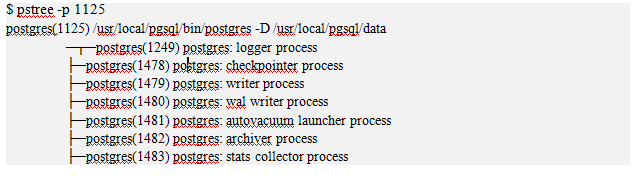 $ pstree -p 1125
postgres(1125) /usr/local/pgsql/bin/postgres -D /usr/local/pgsql/data
─┬─postgres(1249) postgres: logger process
├─postgres(1478) postgres: checkpointer process
├─postgres(1479) postgres: writer process
├─postgres(1480) postgres: wal writer process
├─postgres(1481) postgres: autovacuum launcher process
├─postgres(1482) postgres: archiver process
├─postgres(1483) postgres: stats collector process